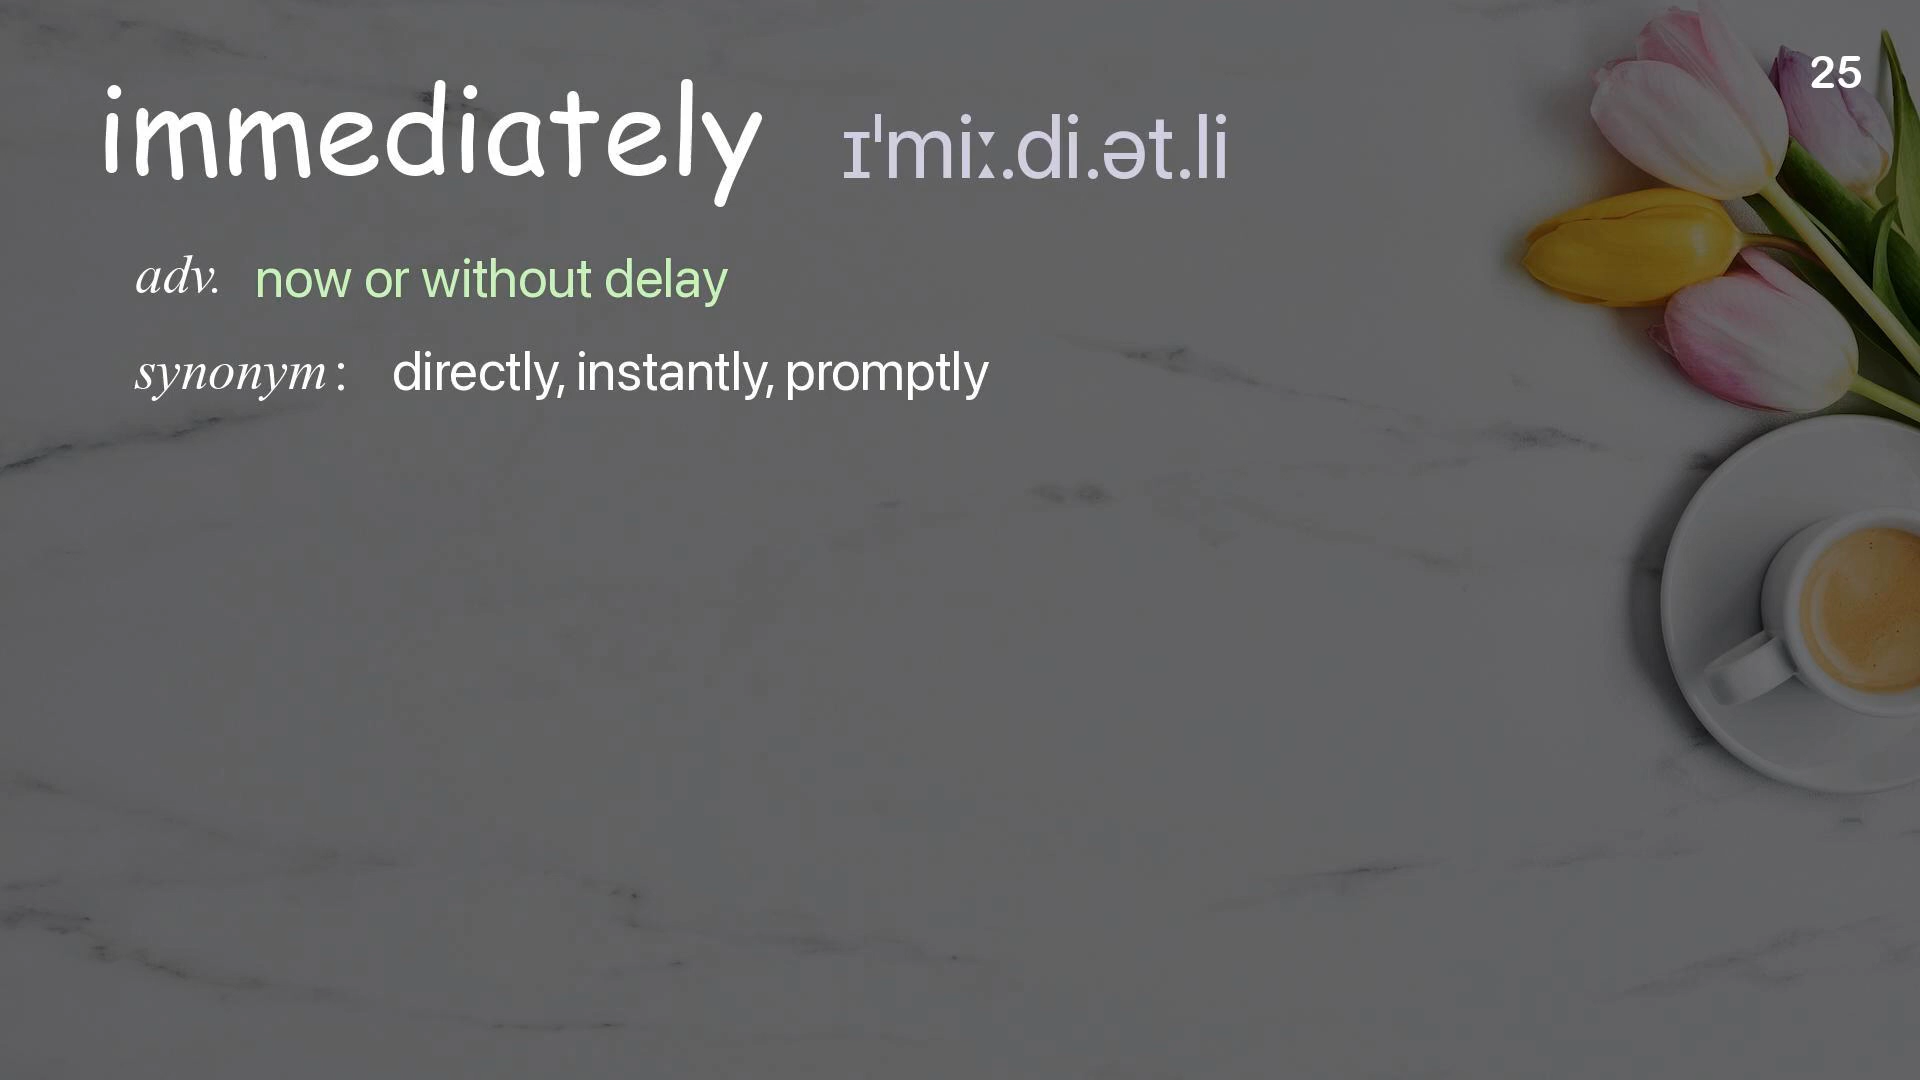 25
immediately ɪˈmiː.di.ət.li
adv. now or without delay
synonym : directly, instantly, promptly